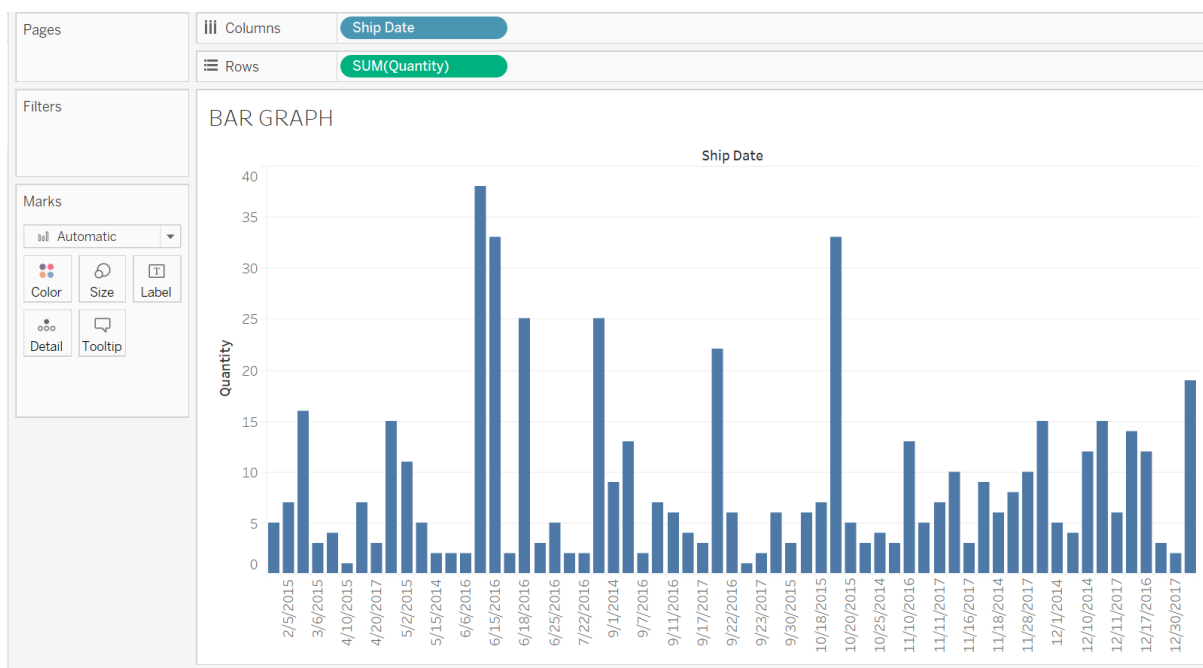 Pages
Columns
Ship Date
Rows
SUM(Quantity)
Filters
Marks
Automatic
Color
Size
Label
Detail
Tooltip
BAR GRAPH
Ship Date
Quantity
40
35
30
25
20
15
10
5
0
2/5/2015
3/6/2015
4/10/2015
4/20/2017
5/2/2015
5/15/2014
6/6/2016
6/15/2016
6/18/2016
6/25/2016
7/22/2016
9/1/2014
9/7/2016
9/11/2016
9/17/2017
9/22/2016
9/23/2017
9/30/2015
10/18/2015
10/20/2015
10/25/2014
11/10/2016
11/11/2017
11/16/2017
11/18/2014
11/28/2017
12/1/2014
12/10/2014
12/11/2017
12/17/2016
12/30/2017